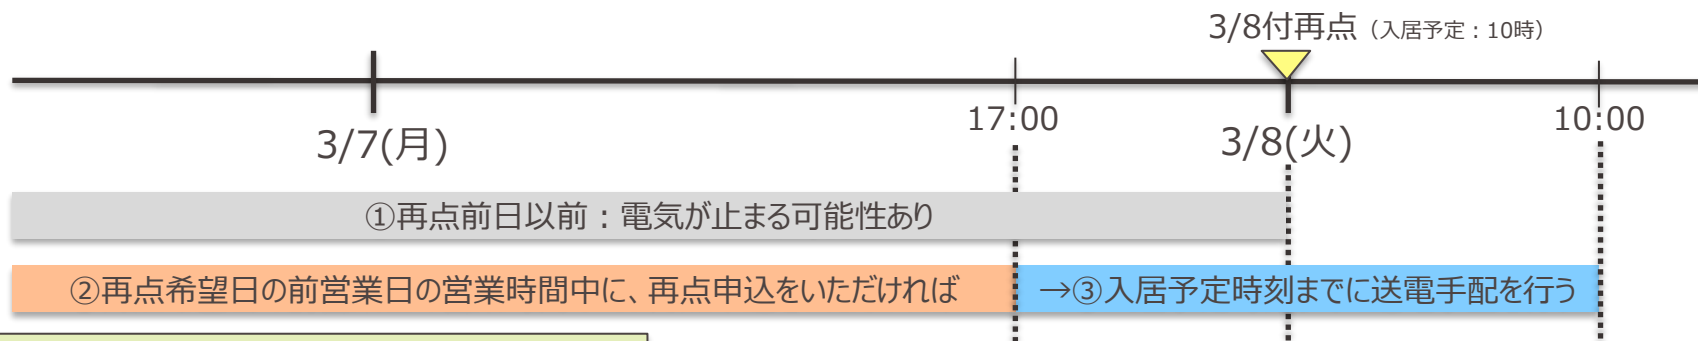 3/8付再点（入居予定：10時）
17:00
10:00
3/7(月)
3/8(火)
①再点前日以前：電気が止まる可能性あり
②再点希望日の前営業日の営業時間中に、再点申込をいただければ
→③入居予定時刻までに送電手配を行う